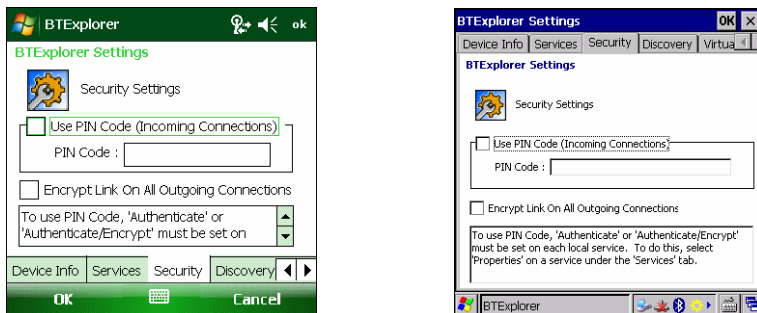 BTExplorer ok
BTExplorer Settings
Security Settings
Use PIN Code (Incoming Connections)
PIN Code :
Encrypt Link On All Outgoing Connections
To use PIN Code, 'Authenticate' or
'Authenticate/Encrypt' must be set on
Device Info Services Security Discovery
OK Cancel
BTExplorer Settings OK
Device Info Services Security Discovery Virtua
BTExplorer Settings
Security Settings
Use PIN Code (Incoming Connections)
PIN Code :
Encrypt Link On All Outgoing Connections
To use PIN Code, 'Authenticate' or 'Authenticate/Encrypt'
must be set on each local service. To do this, select
'Properties' on a service under the 'Services' tab.
BTExplorer